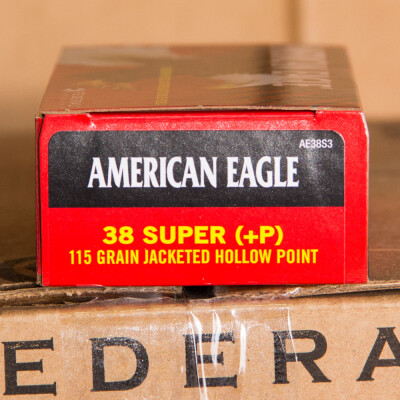 AE38S3
AMERICAN EAGLE
38 SUPER (+P)
115 GRAIN JACKETED HOLLOW POINT
EDERA